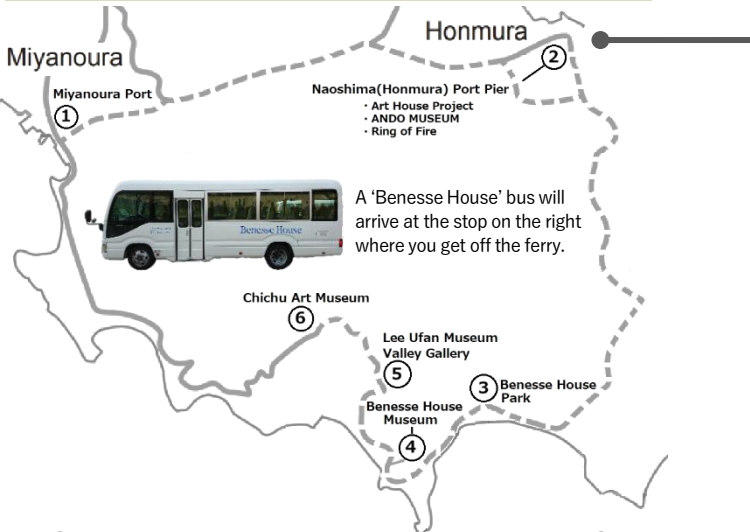 Honmura
Miyanoura
Miyanoura Port
1
2
Naoshima(Honmura) Port Pier
・Art House Project
・ANDO MUSEUM
・Ring of Fire
A ‘Benesse House’ bus will
arrive at the stop on the right
where you get off the ferry.
Benesse House
Chichu Art Museum
6
Lee Ufan Museum
Valley Gallery
5
3
Benesse House
Park
Benesse House
Museum
4